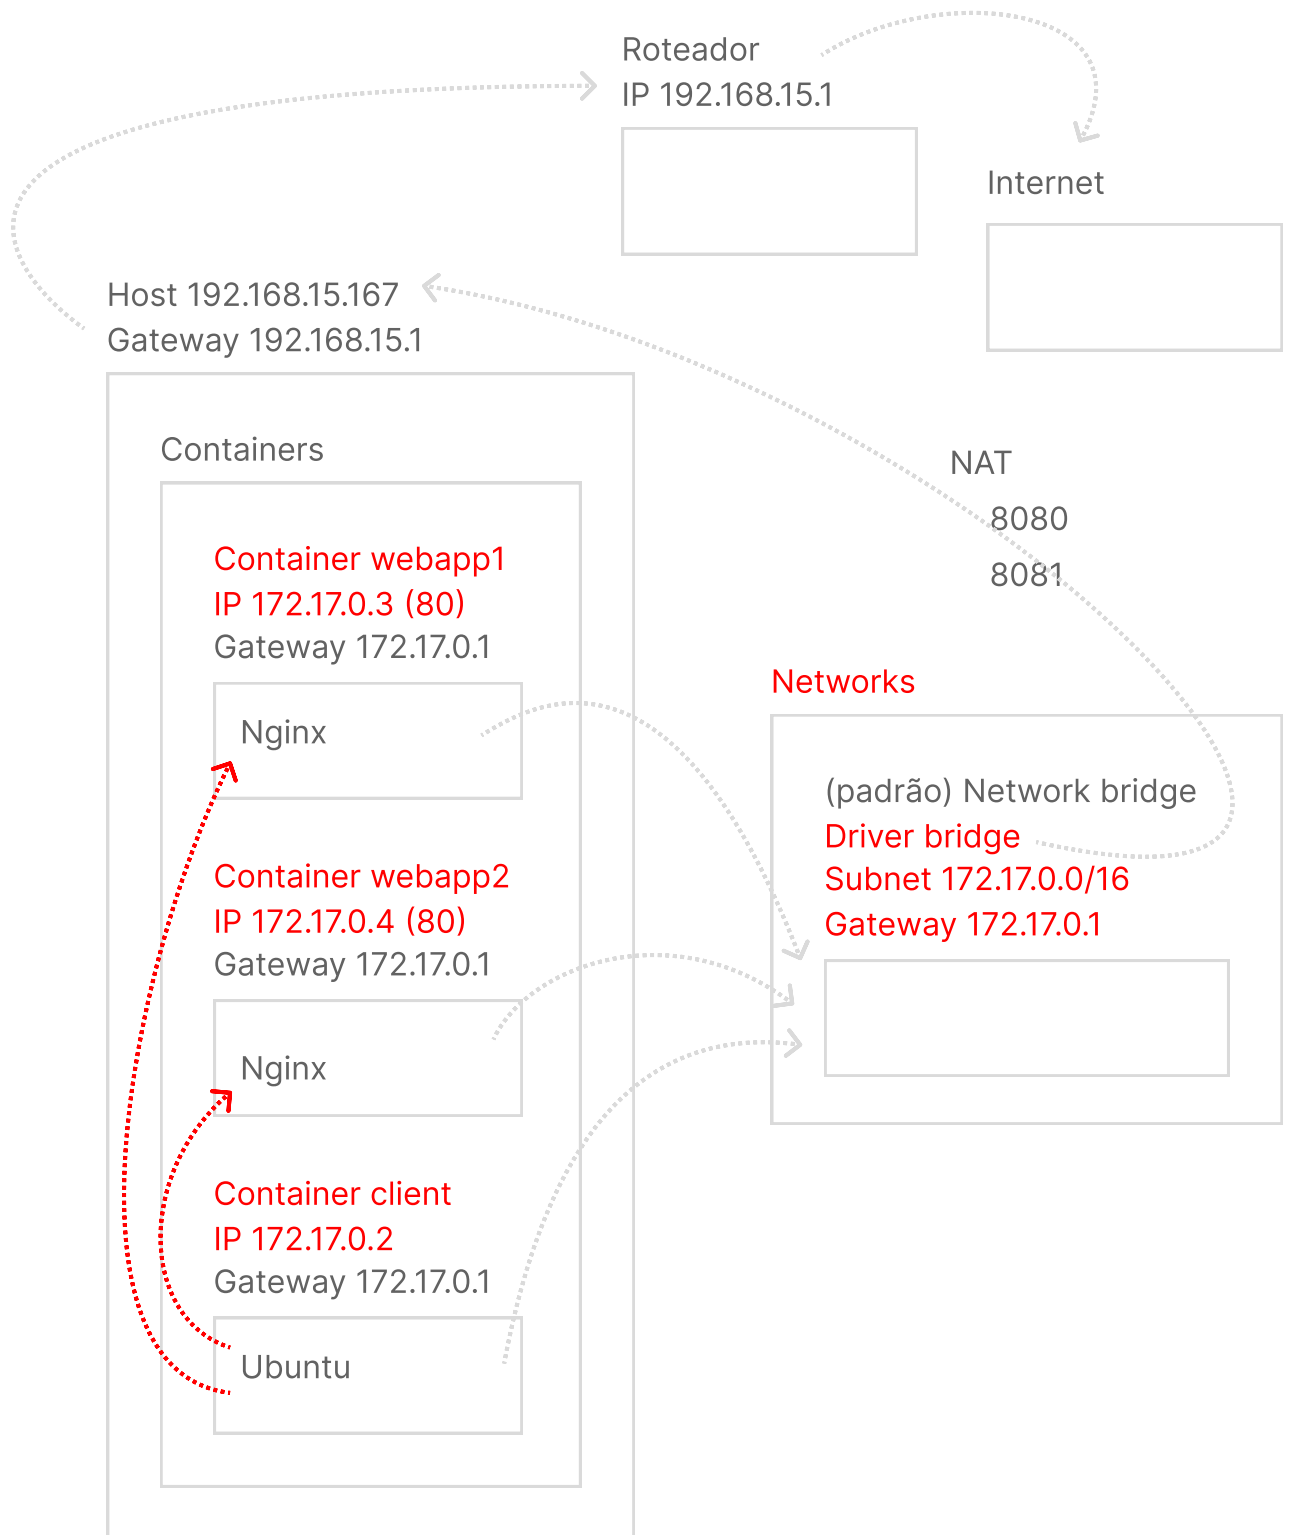 Roteador
IP 192.168.15.1
Internet
Host 192.168.15.167
Gateway 192.168.15.1
Containers
NAT
8080
8081
Container webapp1
IP 172.17.0.3 (80)
Gateway 172.17.0.1
Nginx
Networks
(padrão) Network bridge
Driver bridge
Subnet 172.17.0.0/16
Gateway 172.17.0.1
Container webapp2
IP 172.17.0.4 (80)
Gateway 172.17.0.1
Nginx
Container client
IP 172.17.0.2
Gateway 172.17.0.1
Ubuntu